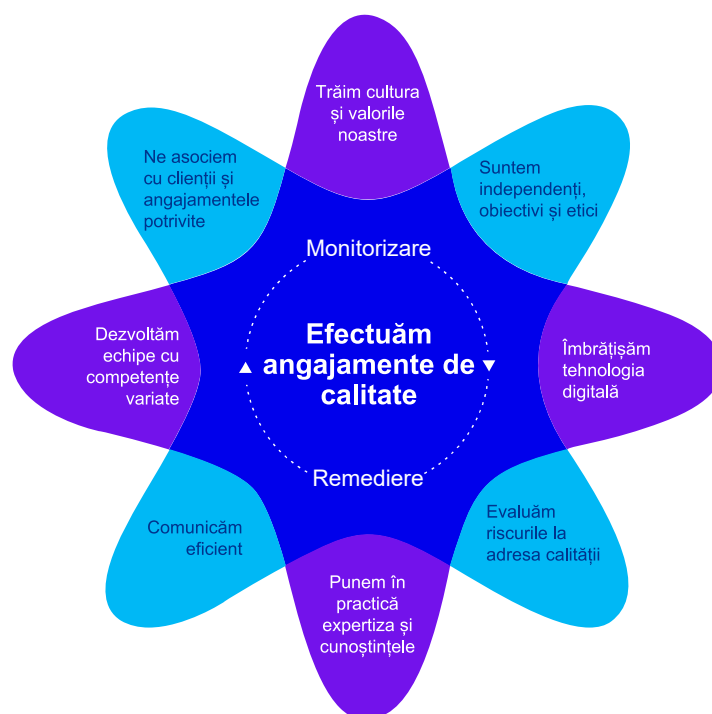 Trăim cultura
și valorile
noastre
Ne asociem
cu clienții și
angajamentele
potrivite
Suntem
independenți,
obiectivi și etici
Monitorizare
Dezvoltăm
echipe cu
competențe
variate
Efectuăm
angajamente de
calitate
Îmbrățișăm
tehnologia
digitală
Remediere
Comunicăm
eficient
Evaluăm
riscurile la
adresa calității
Punem în
practică
expertiza și
cunoștințele